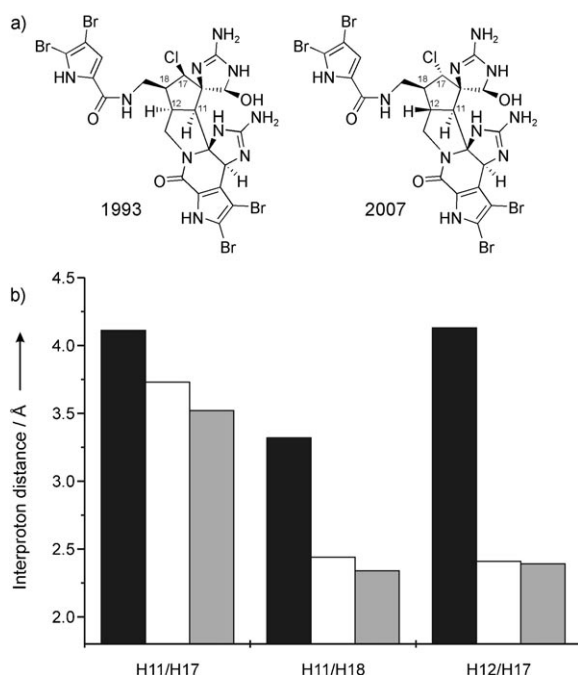 a)
Br
Br
HN
O
N
H
Cl
18
17
12
11
H
H
N
NH2
NH
OH
NH2
HN
N
N
H
O
HN
Br
Br
1993
Br
Br
HN
O
N
H
Cl
18
17
12
11
H
H
N
NH2
NH
OH
NH2
HN
N
N
H
O
HN
Br
Br
2007
b)
Interproton distance / Å
4.5
4.0
3.5
3.0
2.5
2.0
H11/H17 H11/H18 H12/H17